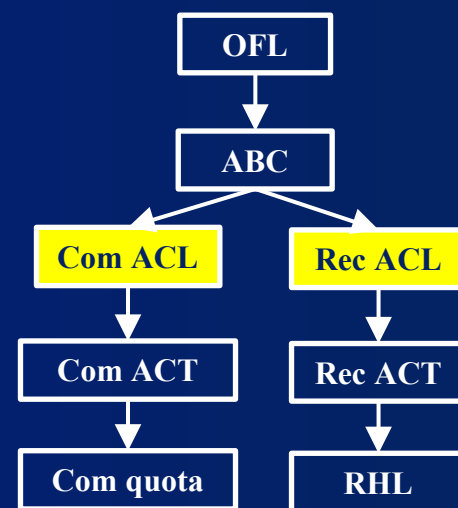 OFL
ABC
Com ACL
Rec ACL
Com ACT
Rec ACT
Com quota
RHL